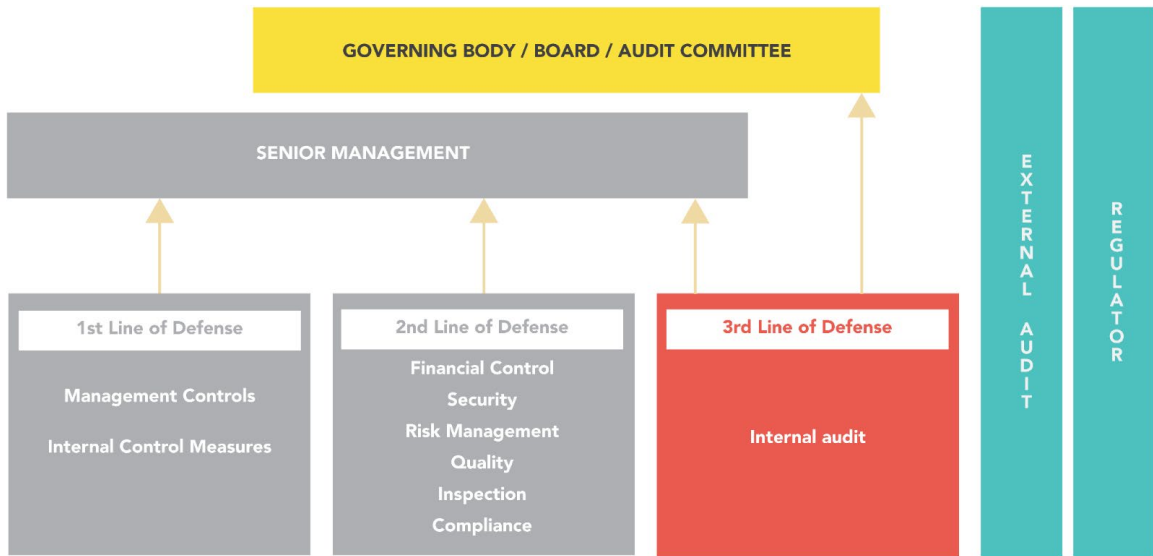 GOVERNING BODY / BOARD / AUDIT COMMITTEE
SENIOR MANAGEMENT
1st Line of Defense
Management Controls
Internal Control Measures
2nd Line of Defense
Financial Control
Security
Risk Management
Quality
Inspection
Compliance
3rd Line of Defense
Internal audit
EXTERNAL AUDIT
REGULATOR